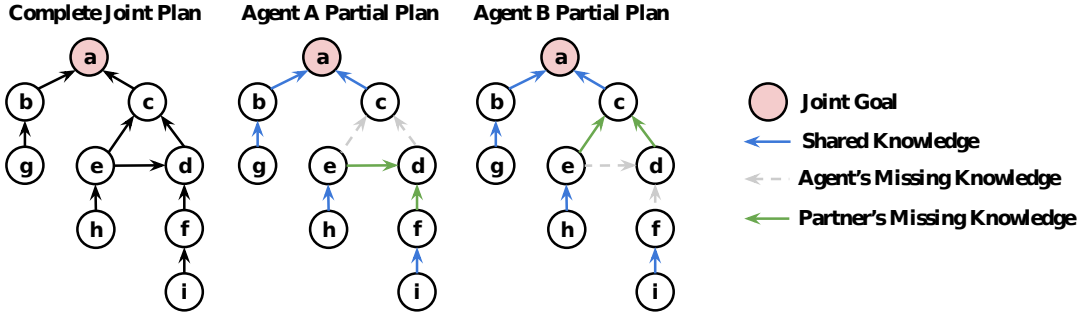 Complete Joint Plan
Agent A Partial Plan
Agent B Partial Plan
a
b
c
g
e
d
h
f
i
a
b
c
g
e
d
h
f
i
a
b
c
g
e
d
h
f
i
Joint Goal
Shared Knowledge
Agent's Missing Knowledge
Partner's Missing Knowledge